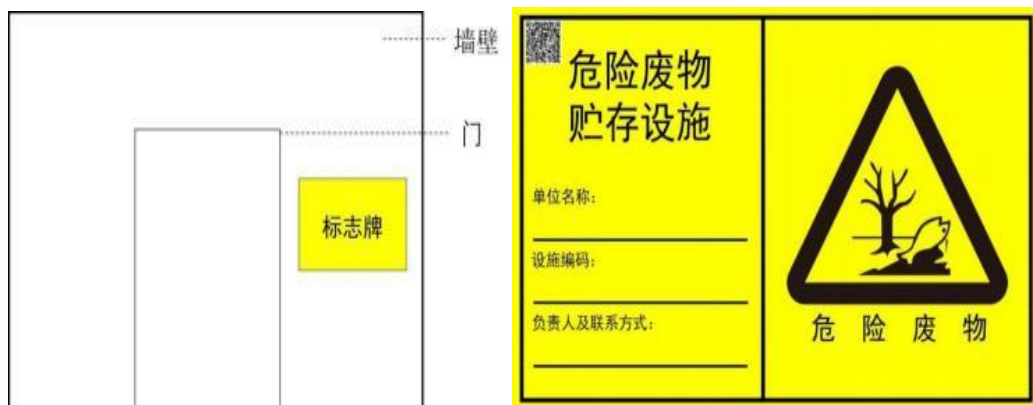 墙壁
门
标志牌
危险废物
贮存设施
单位名称：
设施编码：
负责人及联系方式：
危险废物